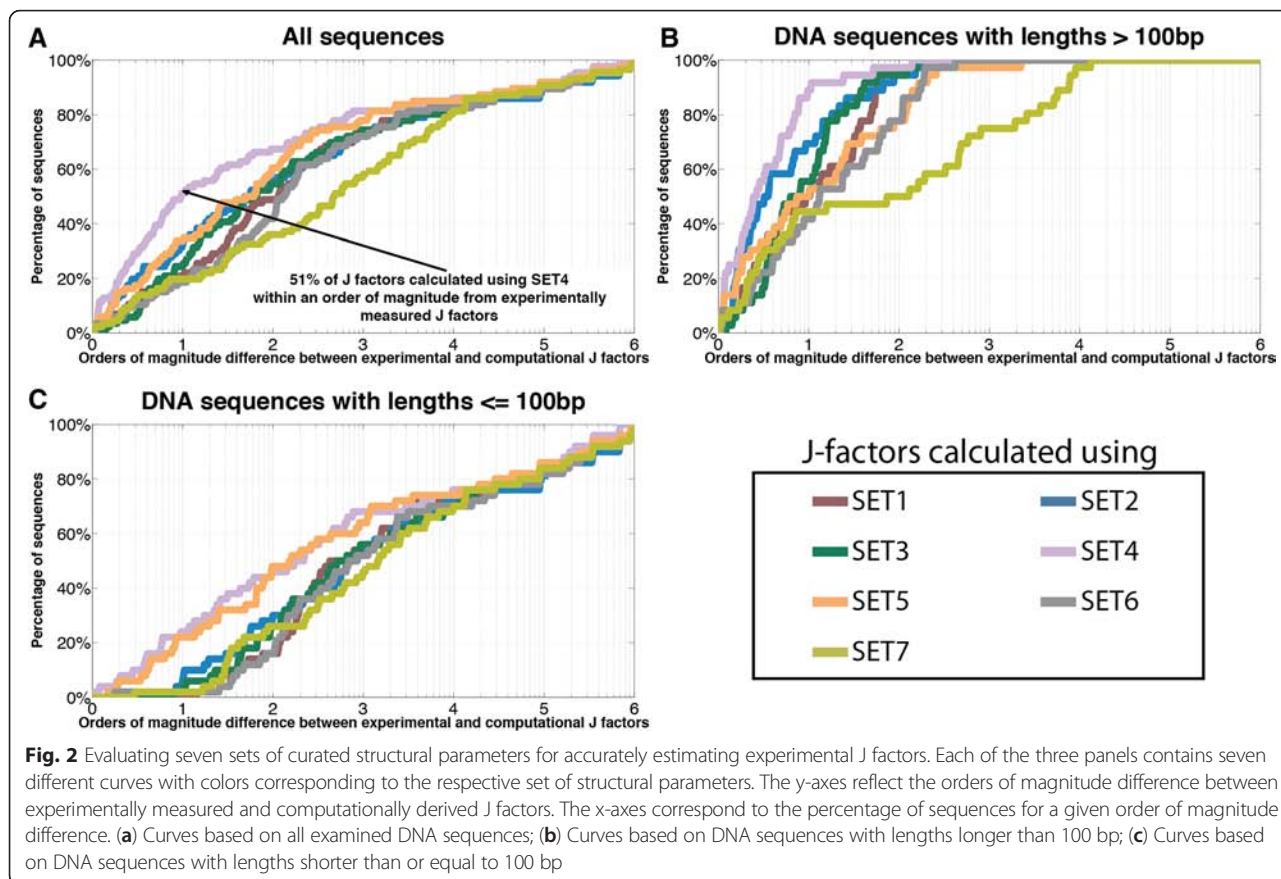 A
All sequences
100%
80%
60%
40%
20%
0%
Percentage of sequences
0 1 2 3 4 5 6
Orders of magnitude difference between experimental and computational J factors
51% of J factors calculated using SET4
within an order of magnitude from experimentally
measured J factors
B
DNA sequences with lengths > 100bp
100%
80%
60%
40%
20%
0%
Percentage of sequences
0 1 2 3 4 5 6
Orders of magnitude difference between experimental and computational J factors
C
DNA sequences with lengths <= 100bp
100%
80%
60%
40%
20%
0%
Percentage of sequences
0 1 2 3 4 5 6
Orders of magnitude difference between experimental and computational J factors
J-factors calculated using
SET1 SET2
SET3 SET4
SET5 SET6
SET7
Fig. 2 Evaluating seven sets of curated structural parameters for accurately estimating experimental J factors. Each of the three panels contains seven
different curves with colors corresponding to the respective set of structural parameters. The y-axes reflect the orders of magnitude difference between
experimentally measured and computationally derived J factors. The x-axes correspond to the percentage of sequences for a given order of magnitude
difference. (a) Curves based on all examined DNA sequences; (b) Curves based on DNA sequences with lengths longer than 100 bp; (c) Curves based
on DNA sequences with lengths shorter than or equal to 100 bp